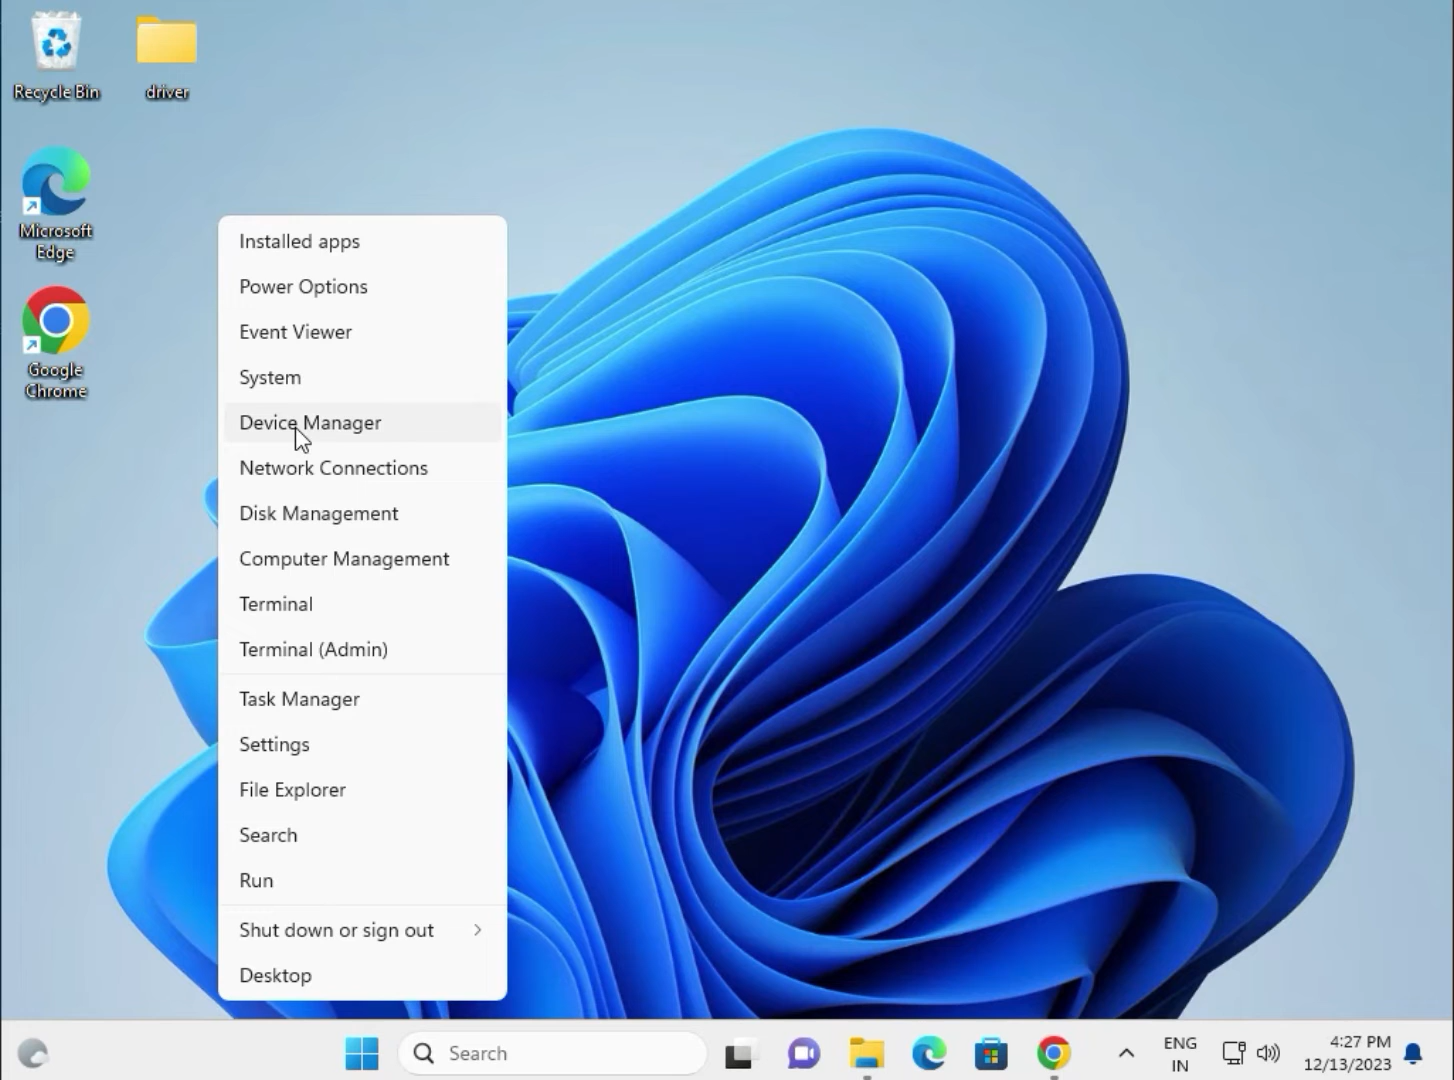 Recycle Bin
driver
Microsoft
Edge
Google
Chrome
Installed apps
Power Options
Event Viewer
System
Device Manager
Network Connections
Disk Management
Computer Management
Terminal
Terminal (Admin)
Task Manager
Settings
File Explorer
Search
Run
Shut down or sign out
Desktop
Search
ENG
IN
4:27 PM
12/13/2023